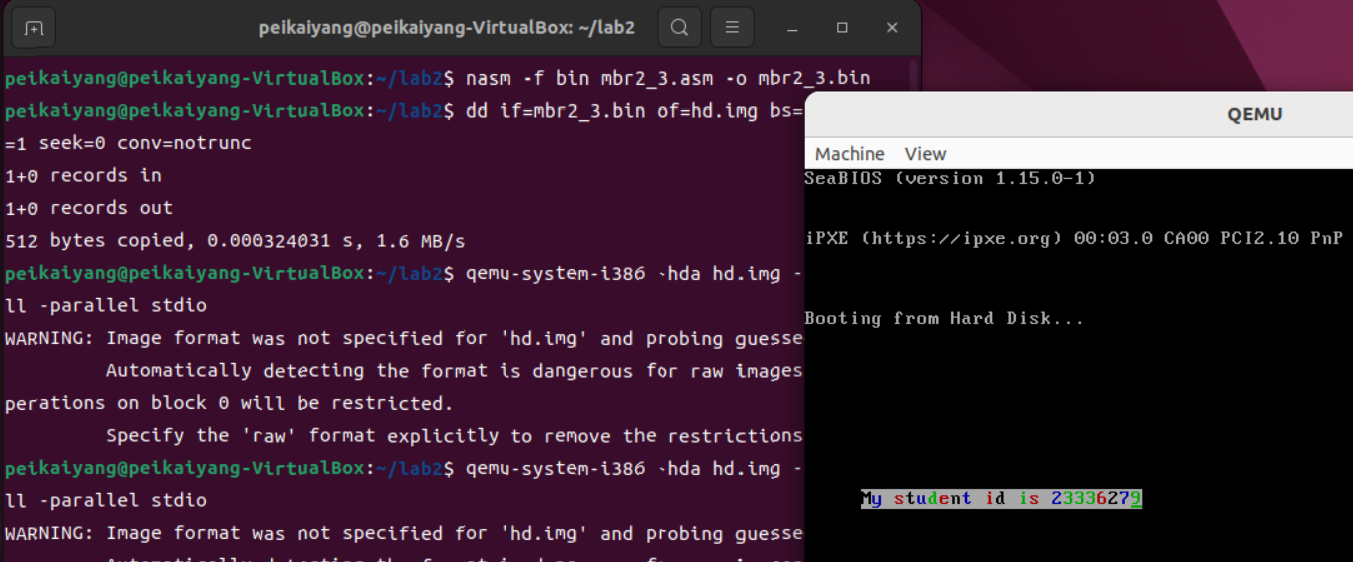 peikaiyang@peikaiyang-VirtualBox: ~/lab2
peikaiyang@peikaiyang-VirtualBox:~/lab2$ nasm -f bin mbr2_3.asm -o mbr2_3.bin
peikaiyang@peikaiyang-VirtualBox:~/lab2$ dd if=mbr2_3.bin of=hd.img bs=
=1 seek=0 conv=notrunc
1+0 records in
1+0 records out
512 bytes copied, 0.000324031 s, 1.6 MB/s
peikaiyang@peikaiyang-VirtualBox:~/lab2$ qemu-system-i386 -hda hd.img -
ll -parallel stdio
WARNING: Image format was not specified for 'hd.img' and probing guesse
Automatically detecting the format is dangerous for raw images
perations on block 0 will be restricted.
Specify the 'raw' format explicitly to remove the restrictions
peikaiyang@peikaiyang-VirtualBox:~/lab2$ qemu-system-i386 -hda hd.img -
ll -parallel stdio
WARNING: Image format was not specified for 'hd.img' and probing guesse
QEMU
Machine View
SeaBIOS (version 1.15.0-1)
iPXE (https://ipxe.org) 00:03.0 CA00 PCI2.10 PnP
Booting from Hard Disk...
My student id is 23336279